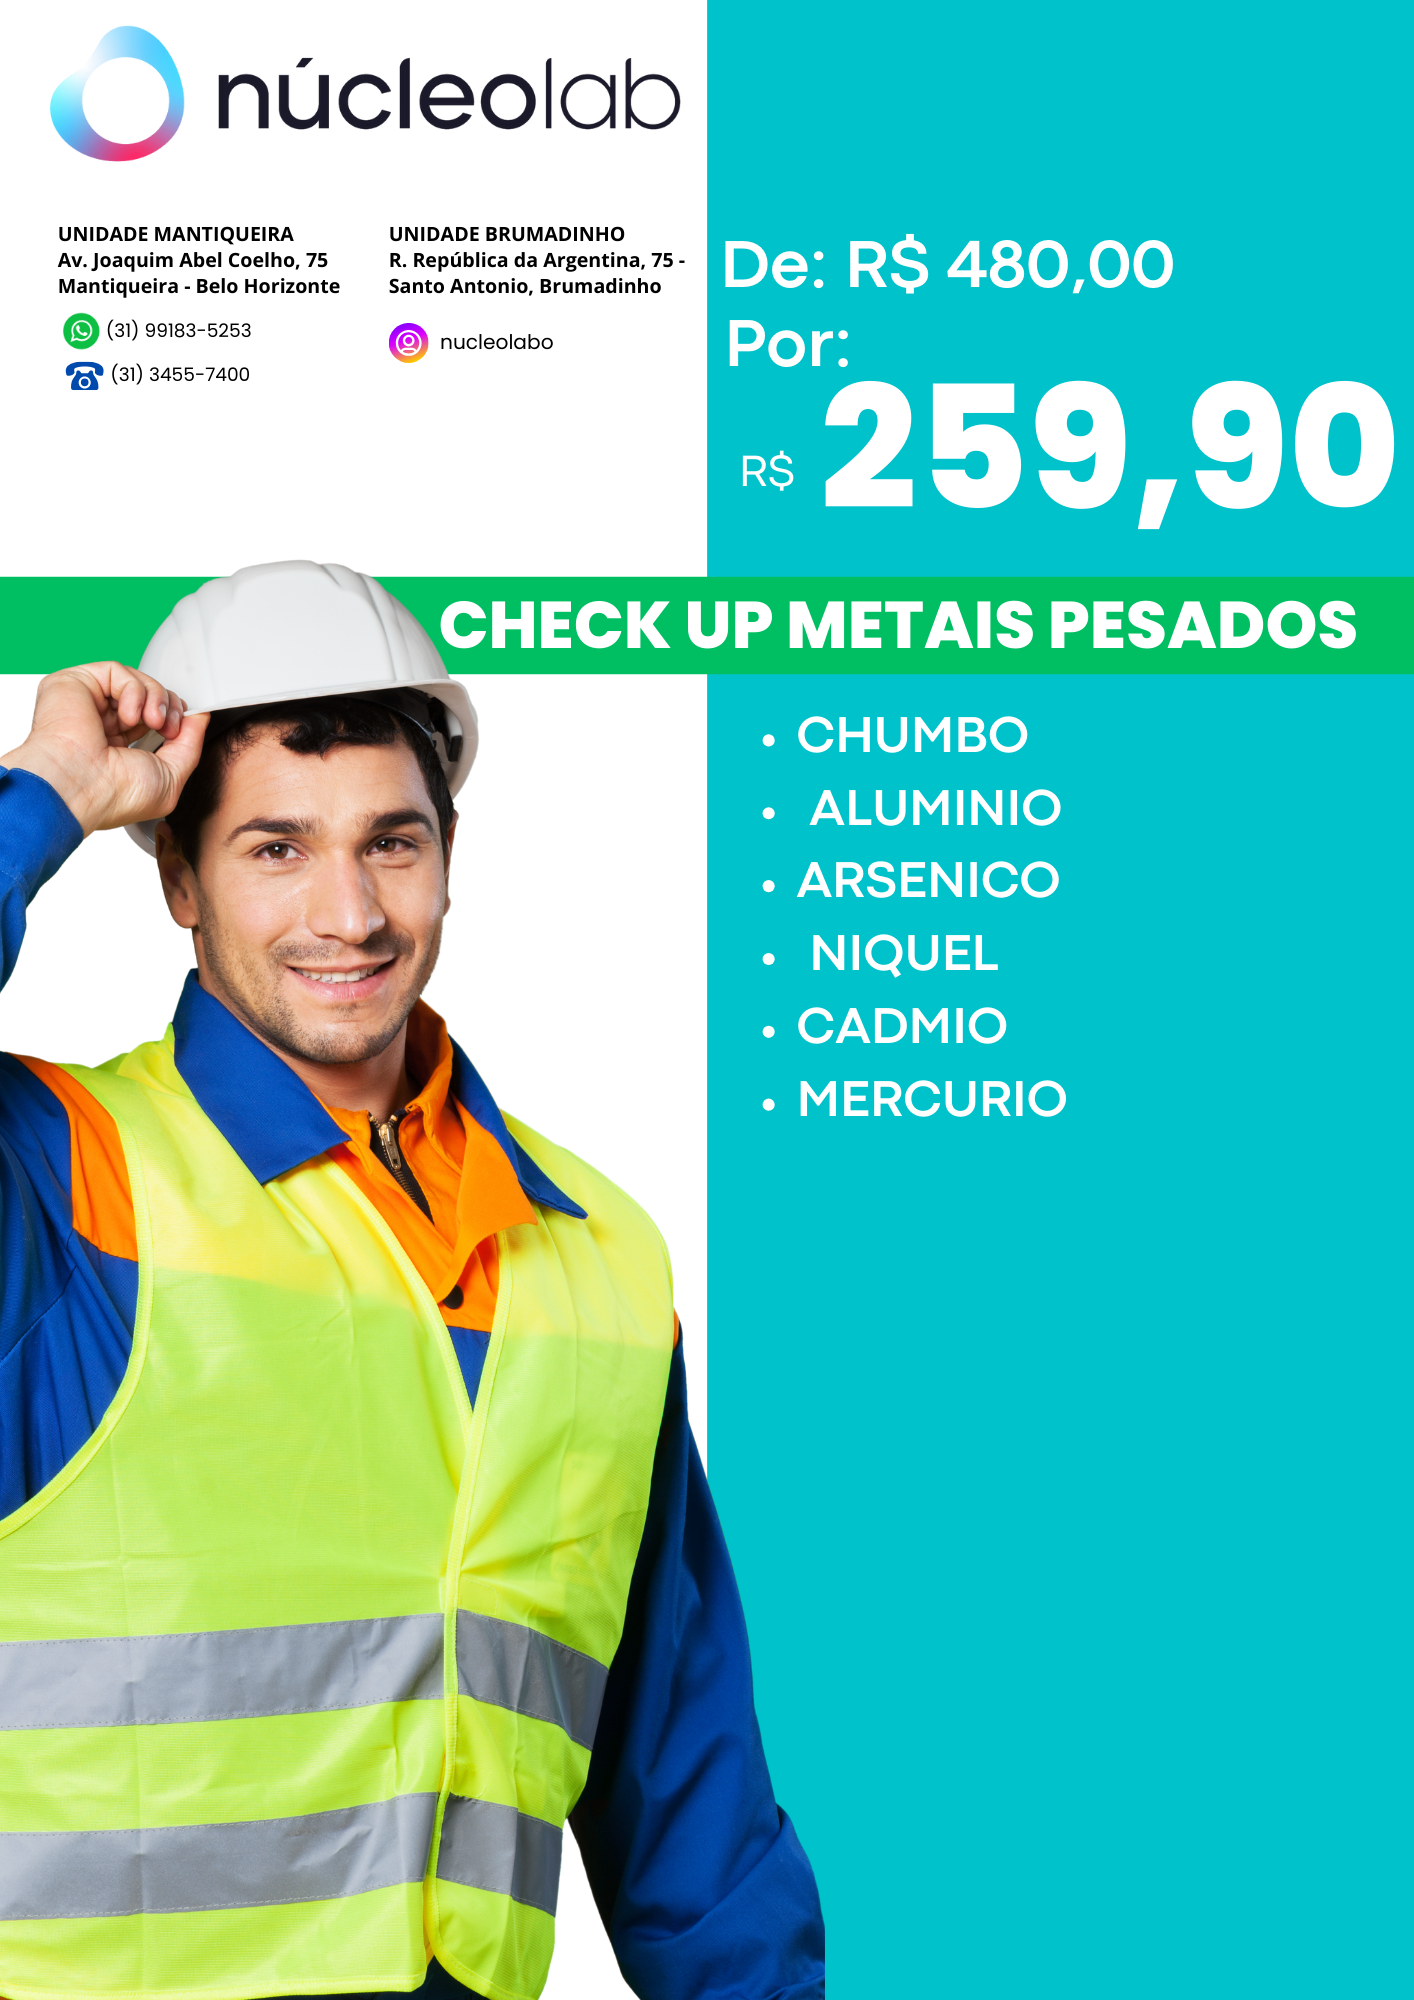 núcleolab
UNIDADE MANTIQUEIRA
Av. Joaquim Abel Coelho, 75
Mantiqueira - Belo Horizonte
(31) 99183-5253
(31) 3455-7400
UNIDADE BRUMADINHO
R. República da Argentina, 75 -
Santo Antonio, Brumadinho
nucleolabo
De: R$ 480,00
Por:
R$ 259,90
CHECK UP METAIS PESADOS
• CHUMBO
• ALUMINIO
• ARSENICO
• NIQUEL
• CADMIO
• MERCURIO